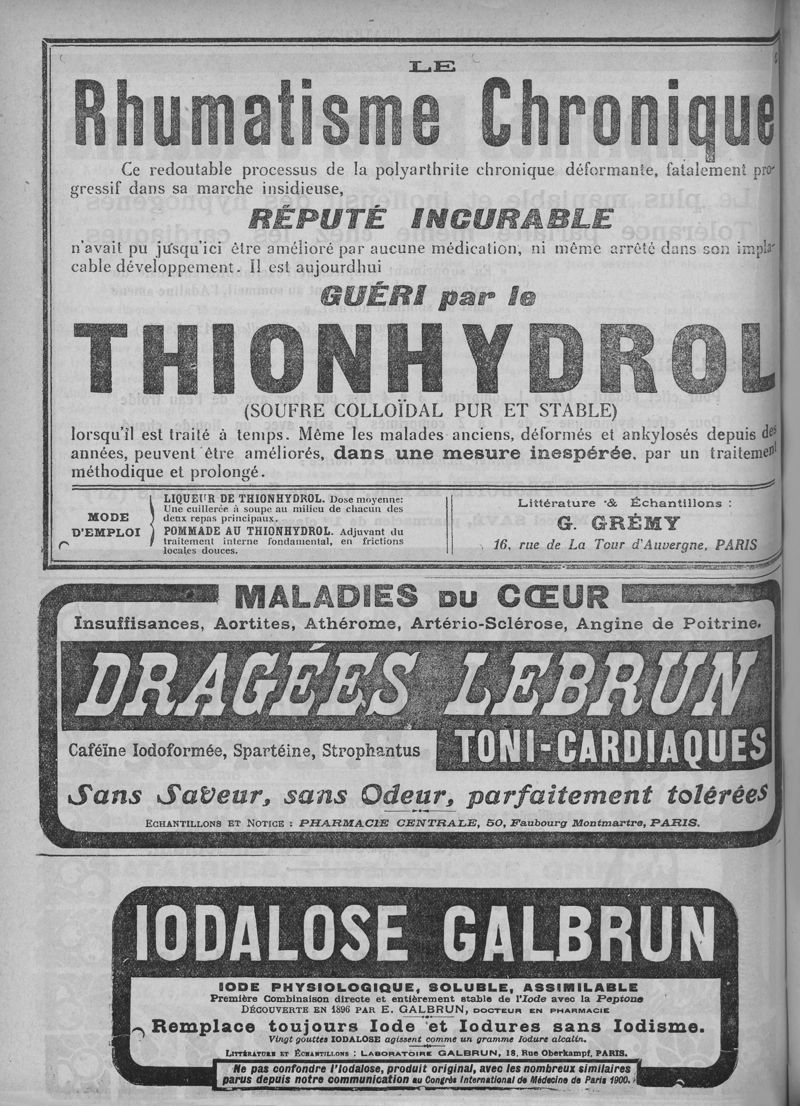 LE
Rhumatisme Chronique
Ce redoutable processus de la polyarthrite chronique déformante, fatalement pro-
gressif dans sa marche insidieuse,
RÉPUTÉ INCURABLE
n'avait pu jusqu'ici être amélioré par aucune médication, ni même arrêté dans son impla-
cable développement. Il est aujourd'hui
GUÉRI par le
THIONHYDROL
(SOUFRE COLLOÏDAL PUR ET STABLE)
lorsqu'il est traité à temps. Même les malades anciens, déformés et ankylosés depuis des
années, peuvent être améliorés, dans une mesure inespérée, par un traitement
méthodique et prolongé.
MODE
D'EMPLOI
LIQUEUR DE THIONHYDROL. Dose moyenne:
Une cuillerée à soupe au milieu de chacun des
deux repas principaux.
POMMADE AU THIONHYDROL. Adjuvant du
traitement interne fondamental, en frictions
locales douces.
Littérature & Échantillons :
G. GRÉMY
16, rue de La Tour d'Auvergne, PARIS
MALADIES DU CŒUR
Insuffisances, Aortites, Athérome, Artério-Sclérose, Angine de Poitrine.
DRAGÉES LEBRUN
Caféïne Iodoformée, Spartéine, Strophantus
TONI-CARDIAQUES
Sans Saveur, sans Odeur, parfaitement tolérées
ECHANTILLONS ET NOTICE : PHARMACIE CENTRALE, 50, Faubourg Montmartre, PARIS.
IODALOSE GALBRUN
IODE PHYSIOLOGIQUE, SOLUBLE, ASSIMILABLE
Première Combinaison directe et entièrement stable de l'Iode avec la Peptone
DÉCOUVERTE EN 1896 PAR E. GALBRUN, DOCTEUR EN PHARMACIE
Remplace toujours Iode et Iodures sans Iodisme.
Vingt gouttes IODALOSE agissent comme un gramme Iodure alcalin.
LITTÉRATURE ET ÉCHANTILLONS : LABORATOIRE GALBRUN, 18, Rue Oberkampf, PARIS.
Ne pas confondre l'Iodalose, produit original, avec les nombreux similaires
parus depuis notre communication au Congrès International de Médecine de Paris 1900.